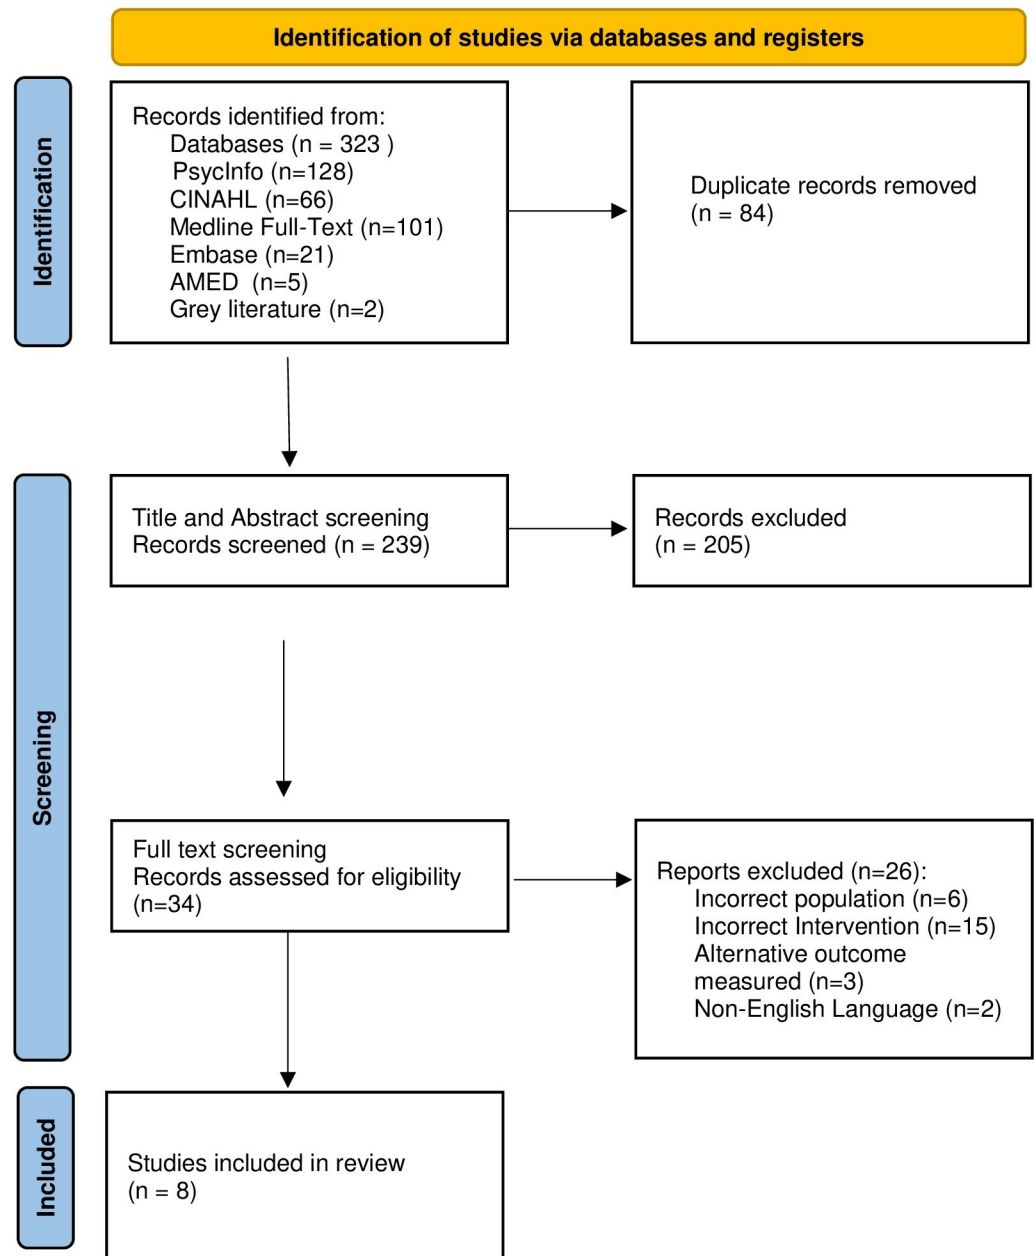 Identification of studies via databases and registers
Identification
Records identified from:
Databases (n = 323 )
PsycInfo (n=128)
CINAHL (n=66)
Medline Full-Text (n=101)
Embase (n=21)
AMED  (n=5)
Grey literature (n=2)
Duplicate records removed
(n = 84)
Screening
Title and Abstract screening
Records screened (n = 239)
Records excluded
(n = 205)
Full text screening
Records assessed for eligibility
(n=34)
Reports excluded (n=26):
Incorrect population (n=6)
Incorrect Intervention (n=15)
Alternative outcome
measured (n=3)
Non-English Language (n=2)
Included
Studies included in review
(n = 8)